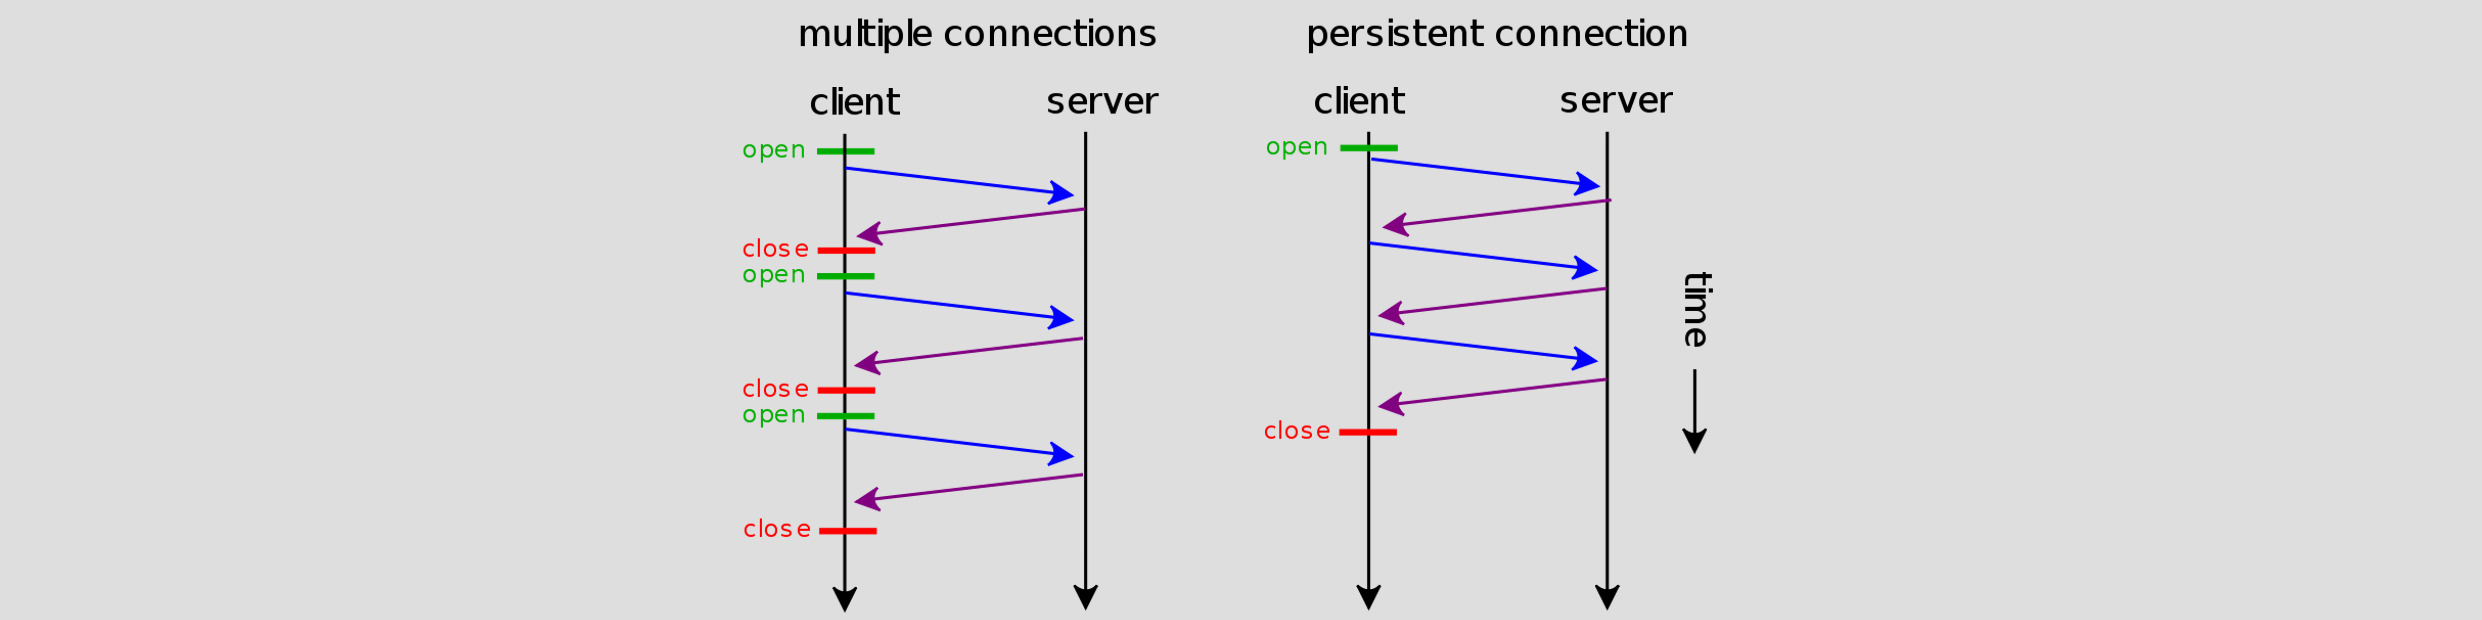 multiple connections
client server
open
close
open
close
open
close
persistent connection
client server
open
close
time